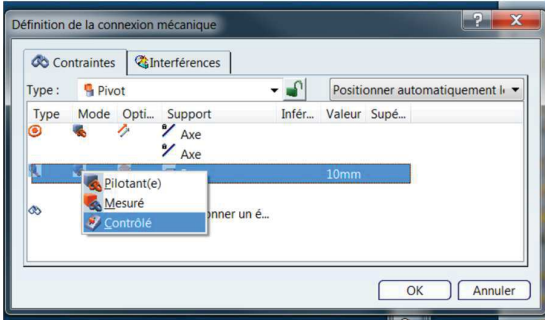 Définition de la connexion mécanique
Contraintes
Interférences
Type :
Pivot
Positionner automatiquement l
Type Mode Opti... Support Infér... Valeur Supé...
Axe
Axe
10mm
Pilotant(e)
Mesuré
onner un é...
Contrôlé
OK
Annuler